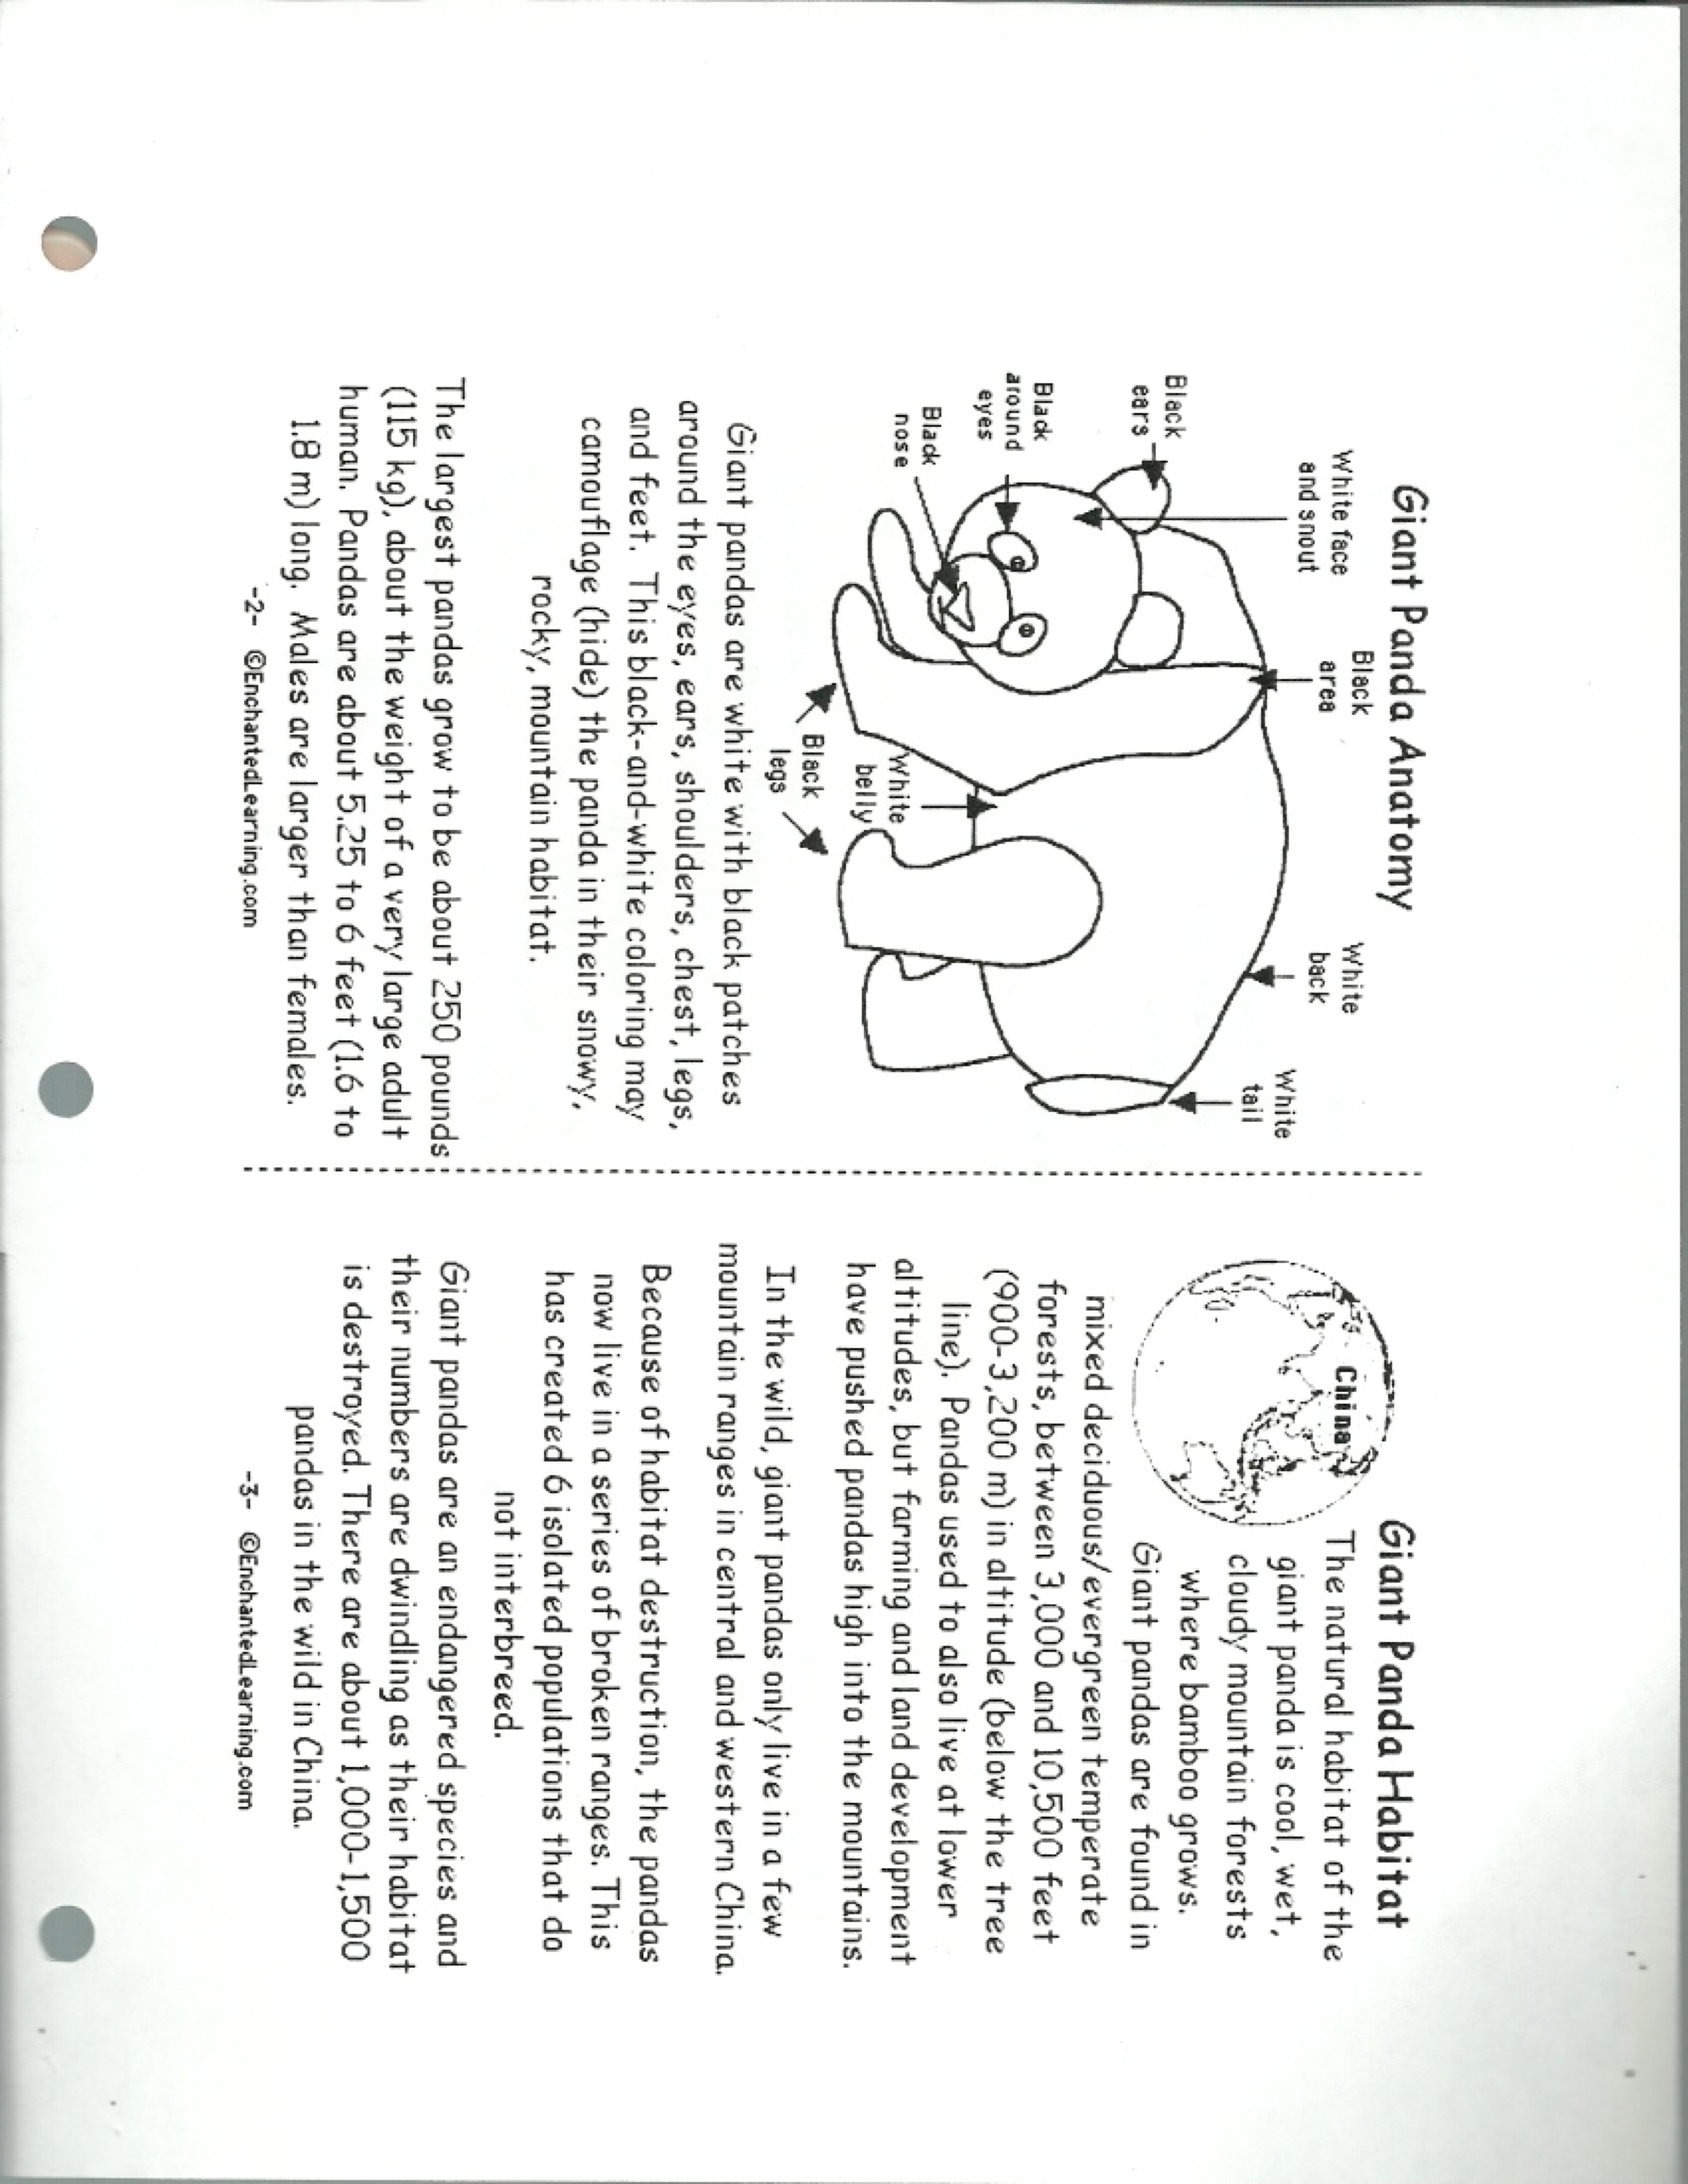 Giant Panda Anatomy
White face
and snout
Black
area
White
back
White
tail
Black
ears
Black
around
eyes
Black
nose
White
belly
Black
legs
Giant pandas are white with black patches
around the eyes, ears, shoulders, chest, legs,
and feet. This black-and-white coloring may
camouflage (hide) the panda in their snowy,
rocky, mountain habitat.
The largest pandas grow to be about 250 pounds
(115 kg), about the weight of a very large adult
human. Pandas are about 5.25 to 6 feet (1.6 to
1.8 m) long. Males are larger than females.
-2- ©EnchantedLearning.com
Giant Panda Habitat
China
The natural habitat of the
giant panda is cool, wet,
cloudy mountain forests
where bamboo grows.
Giant pandas are found in
mixed deciduous/evergreen temperate
forests, between 3,000 and 10,500 feet
(900-3,200 m) in altitude (below the tree
line). Pandas used to also live at lower
altitudes, but farming and land development
have pushed pandas high into the mountains.
In the wild, giant pandas only live in a few
mountain ranges in central and western China.
Because of habitat destruction, the pandas
now live in a series of broken ranges. This
has created 6 isolated populations that do
not interbreed.
Giant pandas are an endangered species and
their numbers are dwindling as their habitat
is destroyed. There are about 1,000-1,500
pandas in the wild in China.
-3- ©EnchantedLearning.com